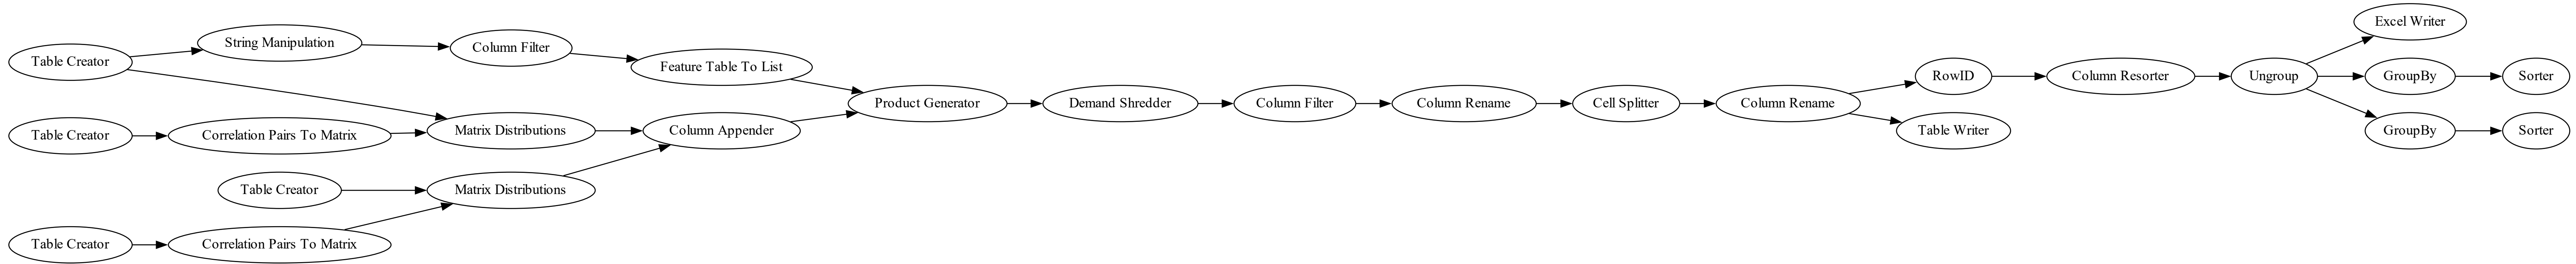 Table Creator
String Manipulation
Column Filter
Feature Table To List
Table Creator
Correlation Pairs To Matrix
Matrix Distributions
Column Appender
Table Creator
Matrix Distributions
Table Creator
Correlation Pairs To Matrix
Product Generator
Demand Shredder
Column Filter
Column Rename
Cell Splitter
Column Rename
RowID
Table Writer
Column Resorter
Ungroup
Excel Writer
GroupBy
Sorter
GroupBy
Sorter